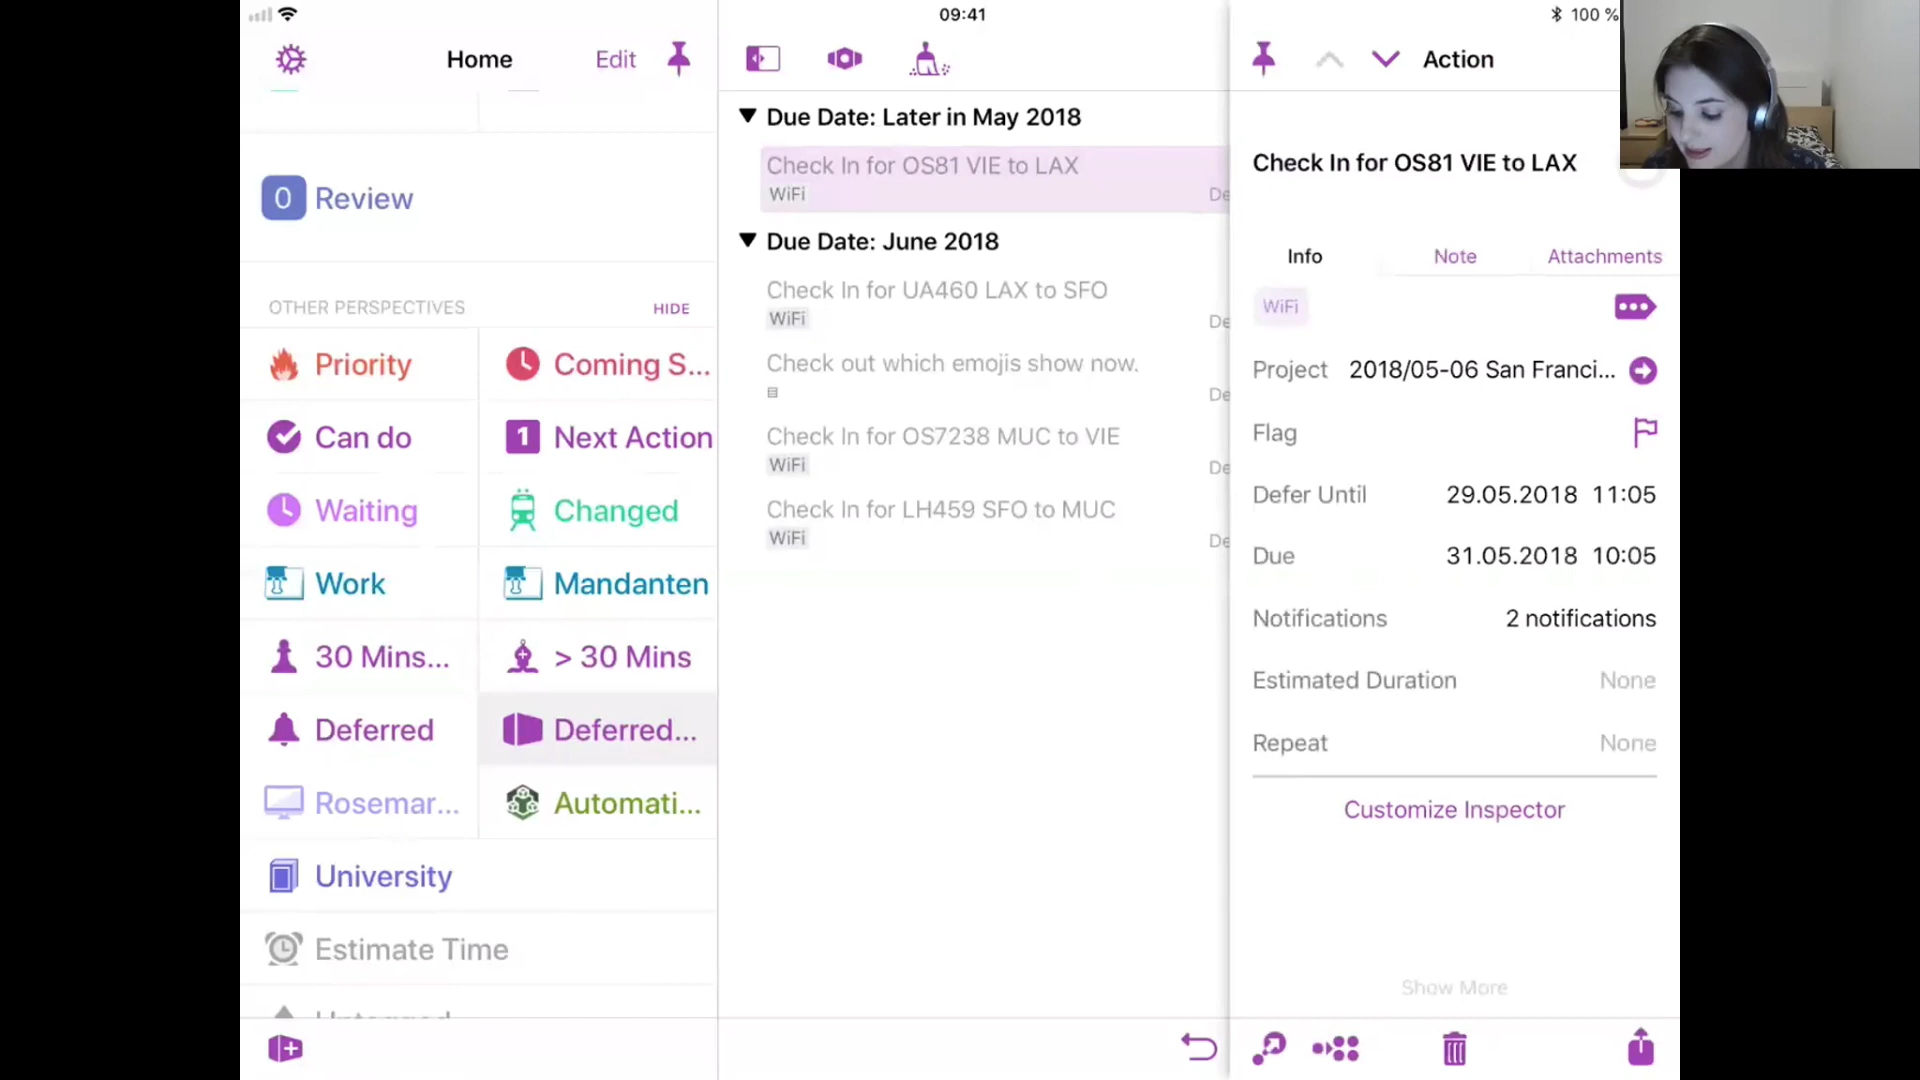 09:41
100 %
Home
Edit
Review
0
OTHER PERSPECTIVES
HIDE
Priority
Coming S...
Can do
1
Next Action
Waiting
Changed
Work
Mandanten
30 Mins...
> 30 Mins
Deferred
Deferred...
Rosemar...
Automati...
University
Estimate Time
Due Date: Later in May 2018
Check In for OS81 VIE to LAX
WiFi
De
Due Date: June 2018
Check In for UA460 LAX to SFO
WiFi
De
Check out which emojis show now.
De
Check In for OS7238 MUC to VIE
WiFi
De
Check In for LH459 SFO to MUC
WiFi
De
Action
Check In for OS81 VIE to LAX
Info
Note
Attachments
WiFi
Project
2018/05-06 San Franci...
Flag
Defer Until
29.05.2018 11:05
Due
31.05.2018 10:05
Notifications
2 notifications
Estimated Duration
None
Repeat
None
Customize Inspector
Show More